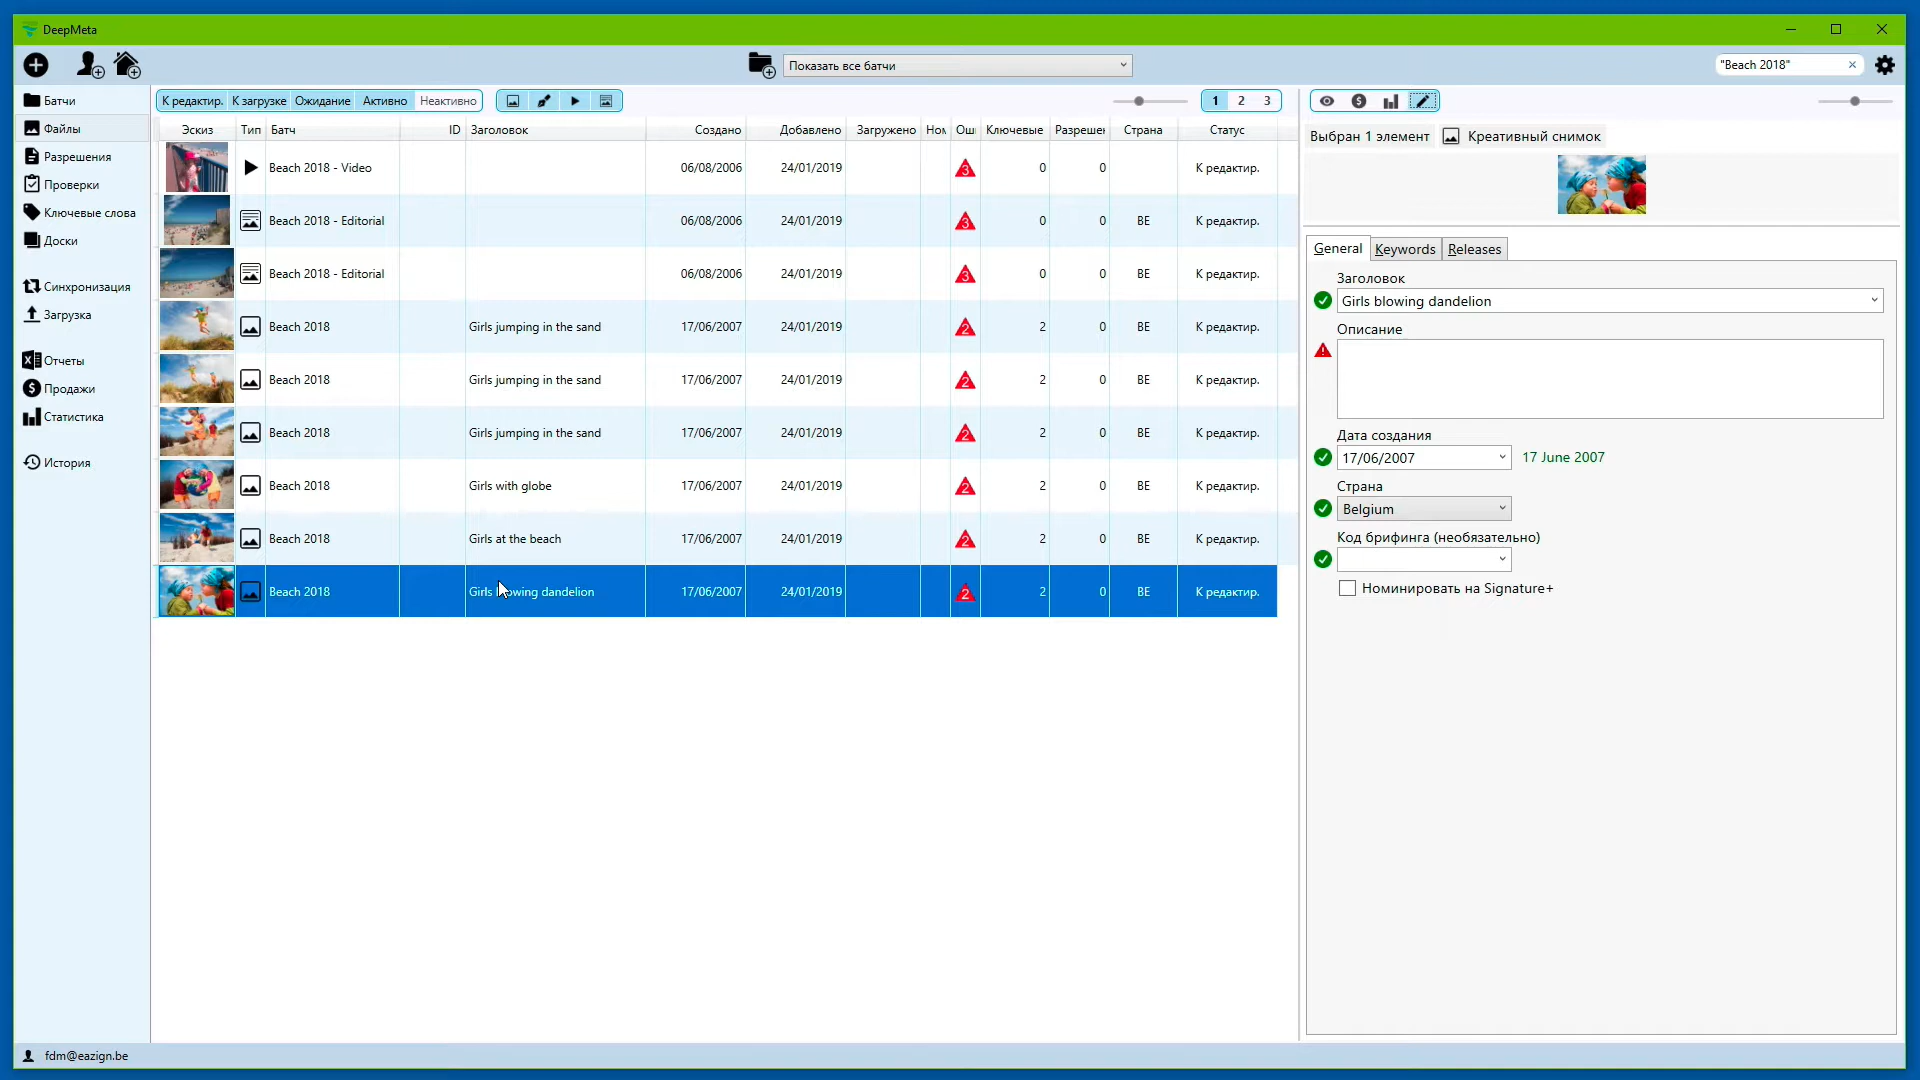 DeepMeta
Показать все батчи
"Beach 2018"
Батчи
Файлы
Разрешения
Проверки
Ключевые слова
Доски
Синхронизация
Загрузка
Отчеты
Продажи
Статистика
История
К редактир. К загрузке Ожидание Активно Неактивно
1 2 3
Эскиз Тип Батч ID Заголовок Создано Добавлено Загружено Ном Оши Ключевые Разрешен Страна Статус
Beach 2018 - Video 06/08/2006 24/01/2019 3 0 0 К редактир.
Beach 2018 - Editorial 06/08/2006 24/01/2019 3 0 0 BE К редактир.
Beach 2018 - Editorial 06/08/2006 24/01/2019 3 0 0 BE К редактир.
Beach 2018 Girls jumping in the sand 17/06/2007 24/01/2019 2 2 0 BE К редактир.
Beach 2018 Girls jumping in the sand 17/06/2007 24/01/2019 2 2 0 BE К редактир.
Beach 2018 Girls jumping in the sand 17/06/2007 24/01/2019 2 2 0 BE К редактир.
Beach 2018 Girls with globe 17/06/2007 24/01/2019 2 2 0 BE К редактир.
Beach 2018 Girls at the beach 17/06/2007 24/01/2019 2 2 0 BE К редактир.
Beach 2018 Girls blowing dandelion 17/06/2007 24/01/2019 2 2 0 BE К редактир.
Выбран 1 элемент Креативный снимок
General Keywords Releases
Заголовок
Girls blowing dandelion
Описание
Дата создания
17/06/2007 17 June 2007
Страна
Belgium
Код брифинга (необязательно)
Номинировать на Signature+
fdm@eazign.be